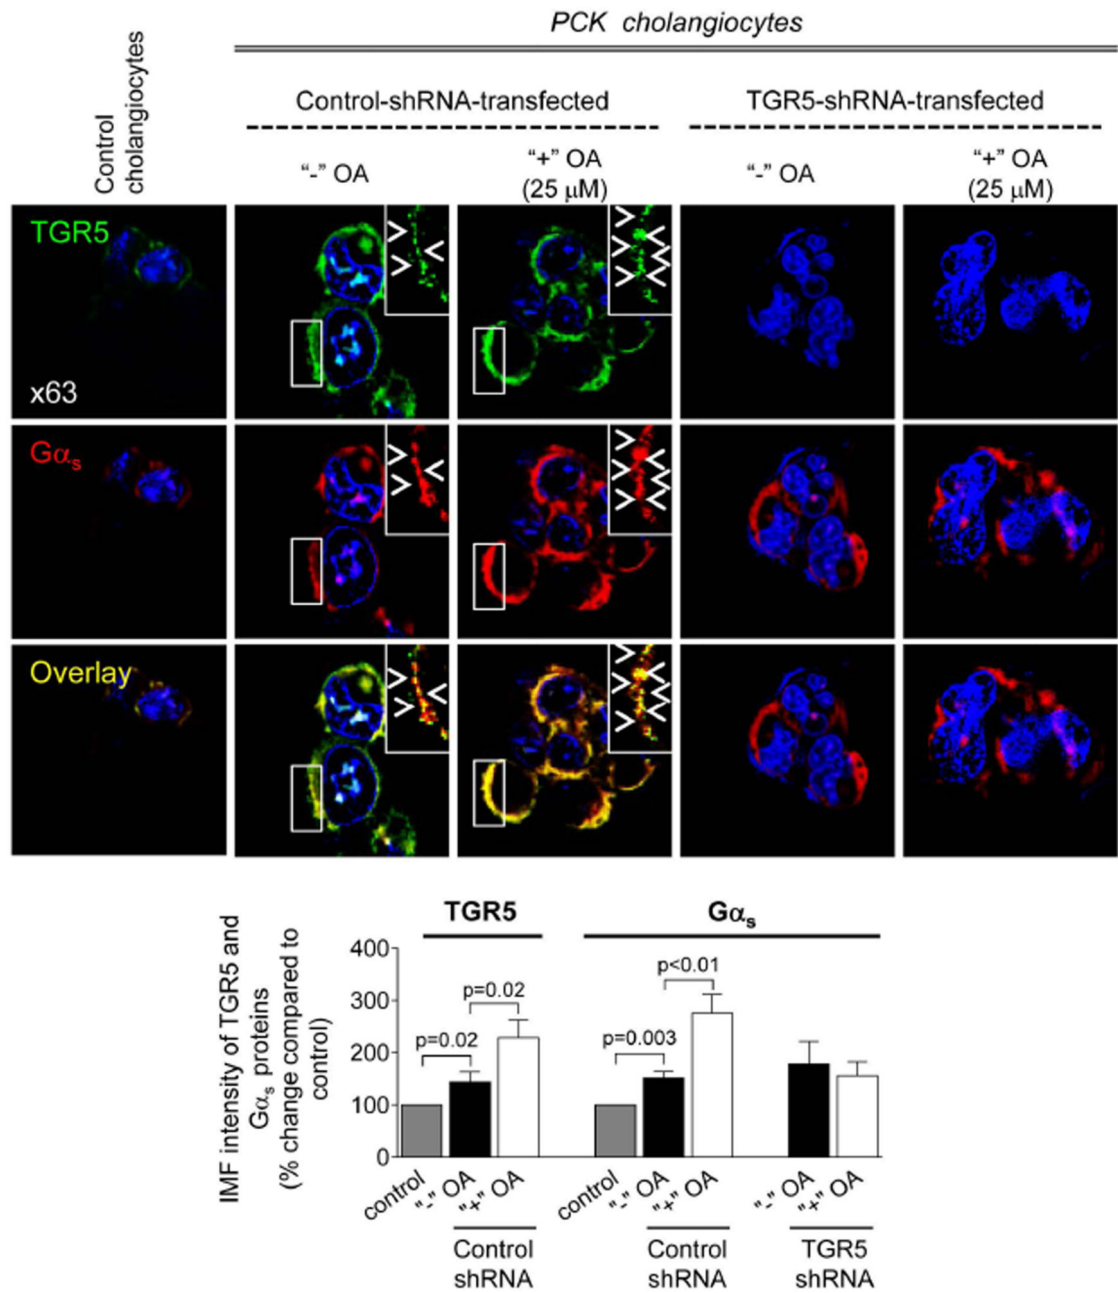 PCK cholangiocytes
Control
cholangiocytes
Control-shRNA-transfected
TGR5-shRNA-transfected
“-” OA
“+” OA
(25 μM)
“-” OA
“+” OA
(25 μM)
TGR5
x63
Gαs
Overlay
TGR5
Gαs
IMF intensity of TGR5 and
Gαs proteins
(% change compared to
control)
400
300
200
100
0
p=0.02
p=0.02
p=0.003
p<0.01
control
"-" OA
"+" OA
control
"-" OA
"+" OA
"-" OA
"+" OA
Control
shRNA
Control
shRNA
TGR5
shRNA